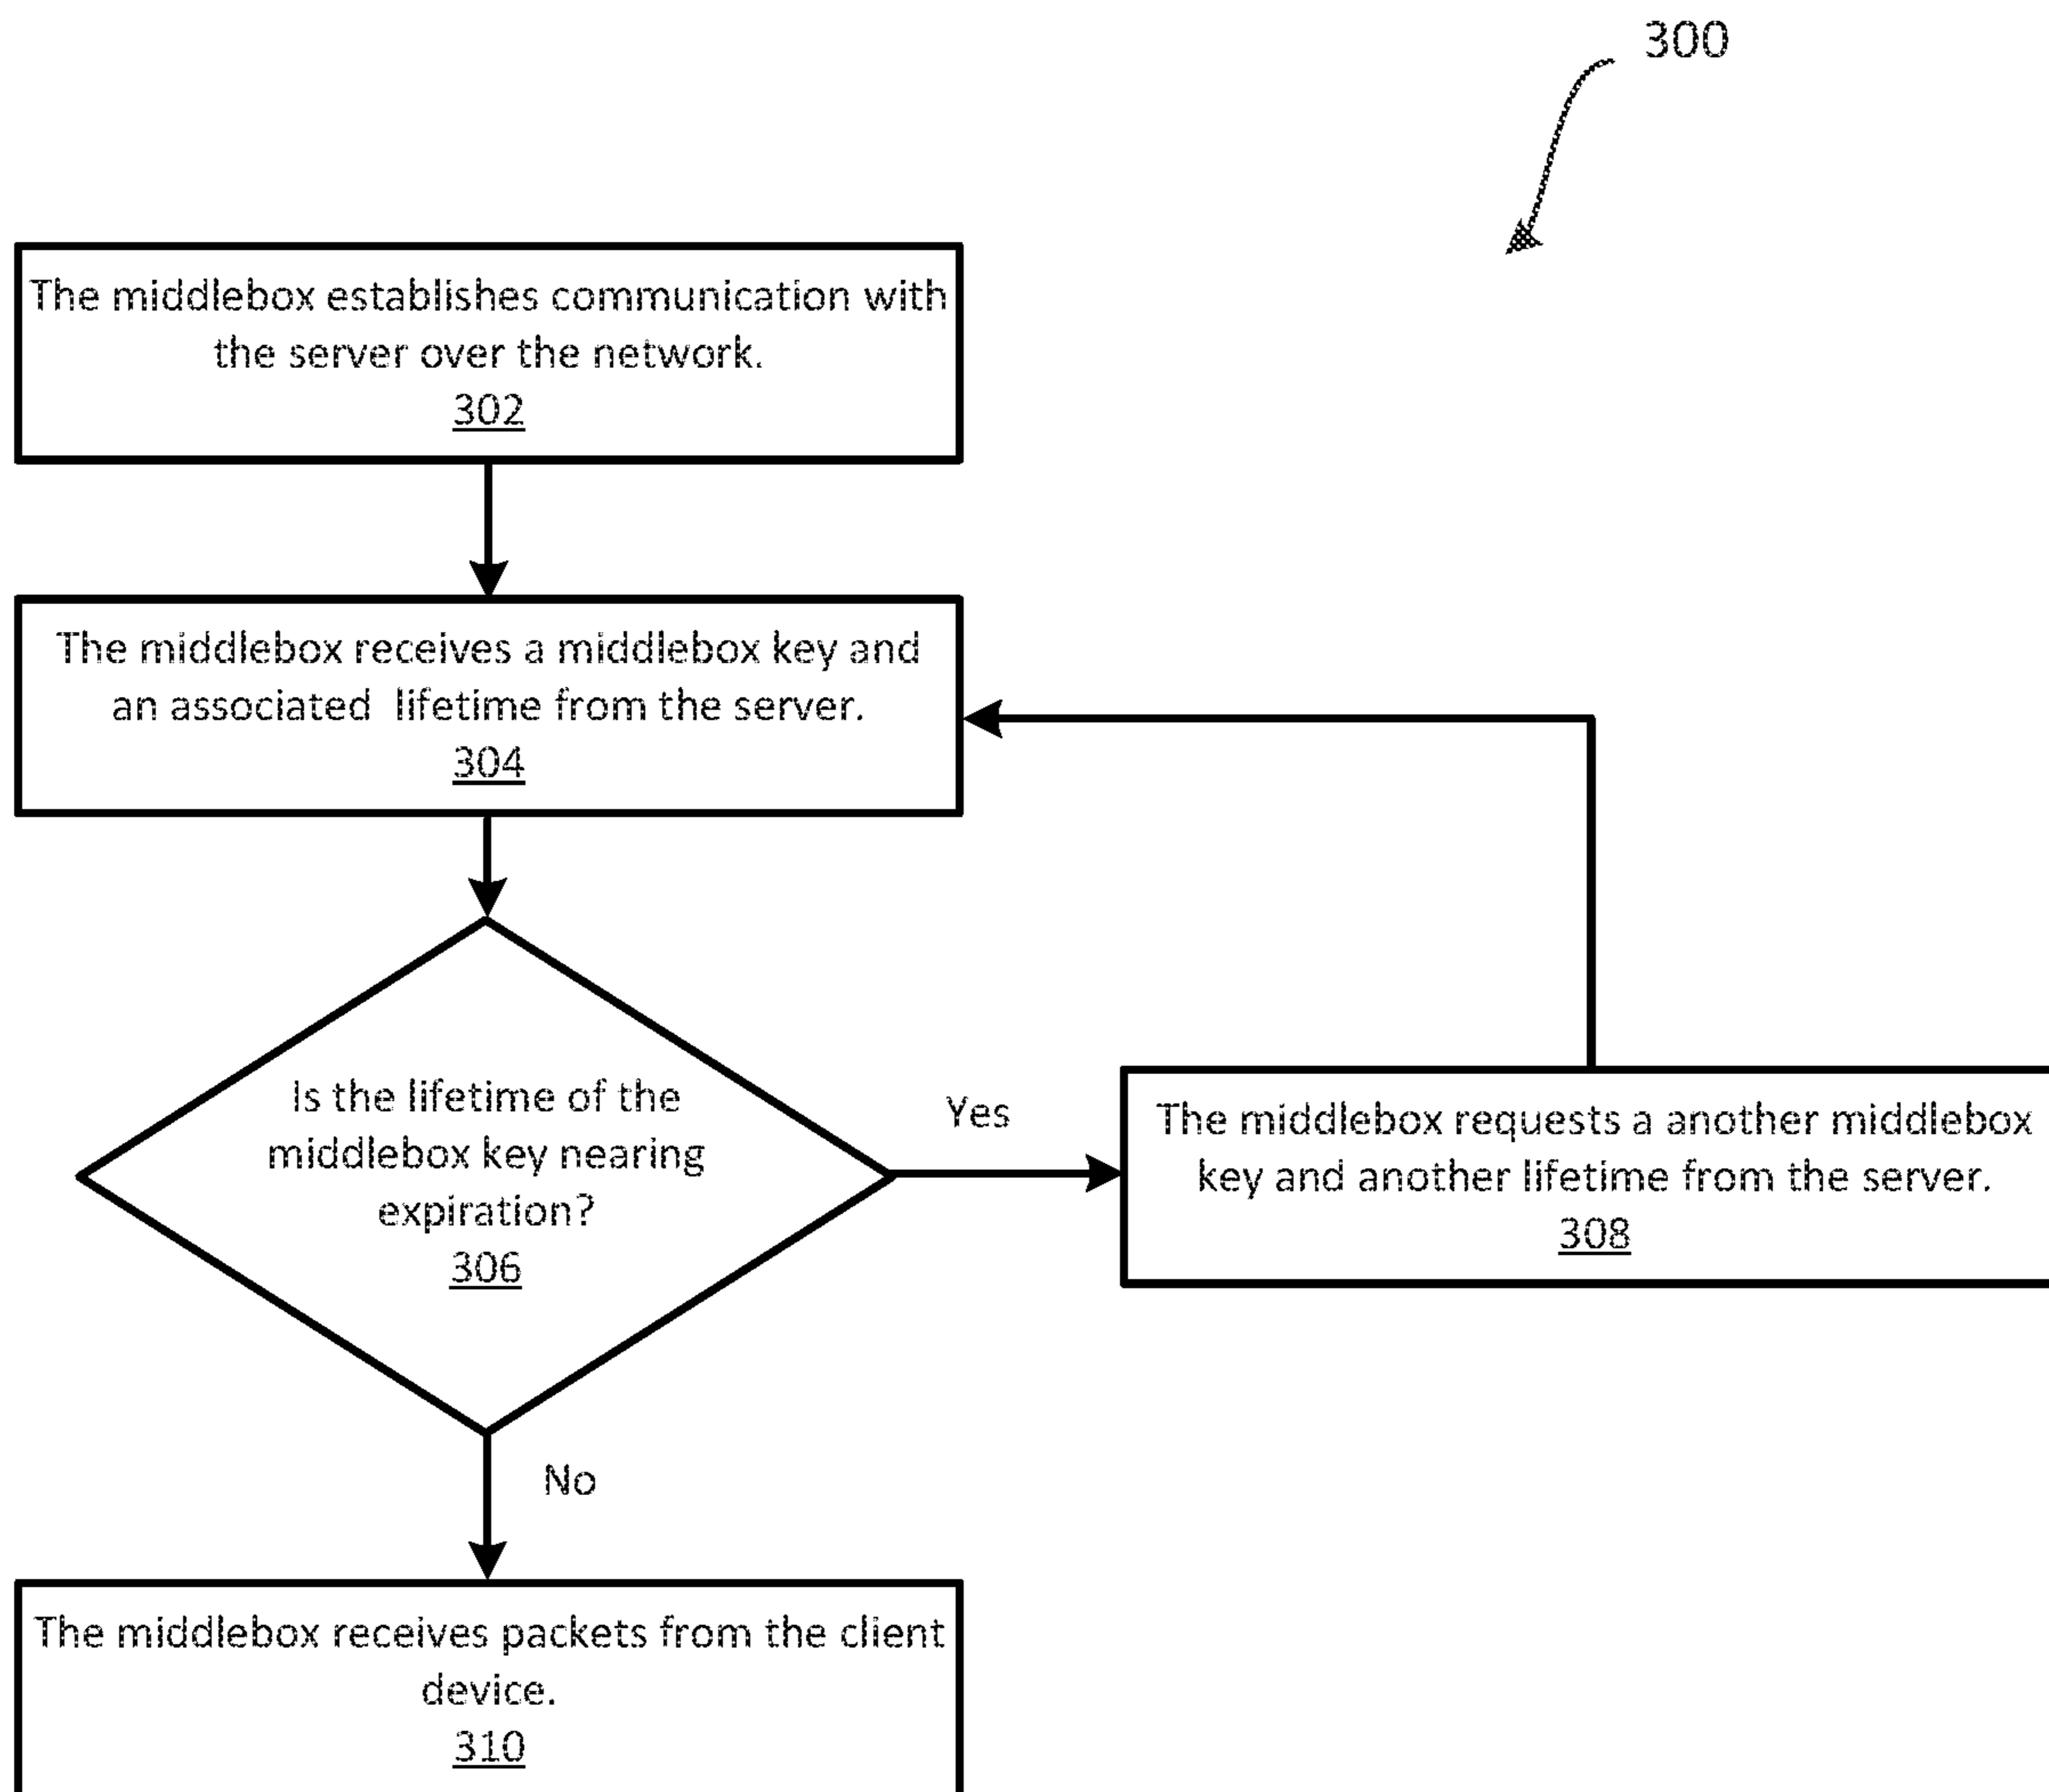 300
The middlebox establishes communication with
the server over the network.
302
The middlebox receives a middlebox key and
an associated lifetime from the server.
304
Is the lifetime of the
middlebox key nearing
expiration?
306
Yes
The middlebox requests a another middlebox
key and another lifetime from the server.
308
No
The middlebox receives packets from the client
device.
310